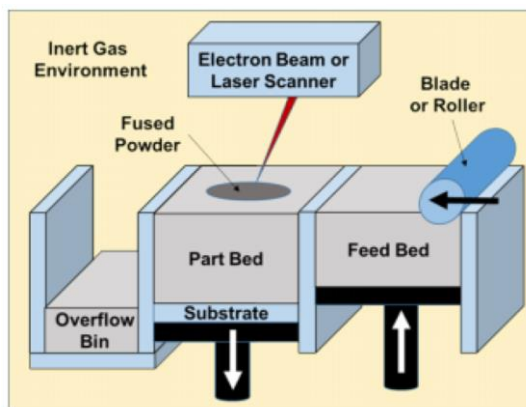 Inert Gas
Environment
Electron Beam or
Laser Scanner
Blade
or Roller
Fused
Powder
Part Bed
Feed Bed
Substrate
Overflow
Bin